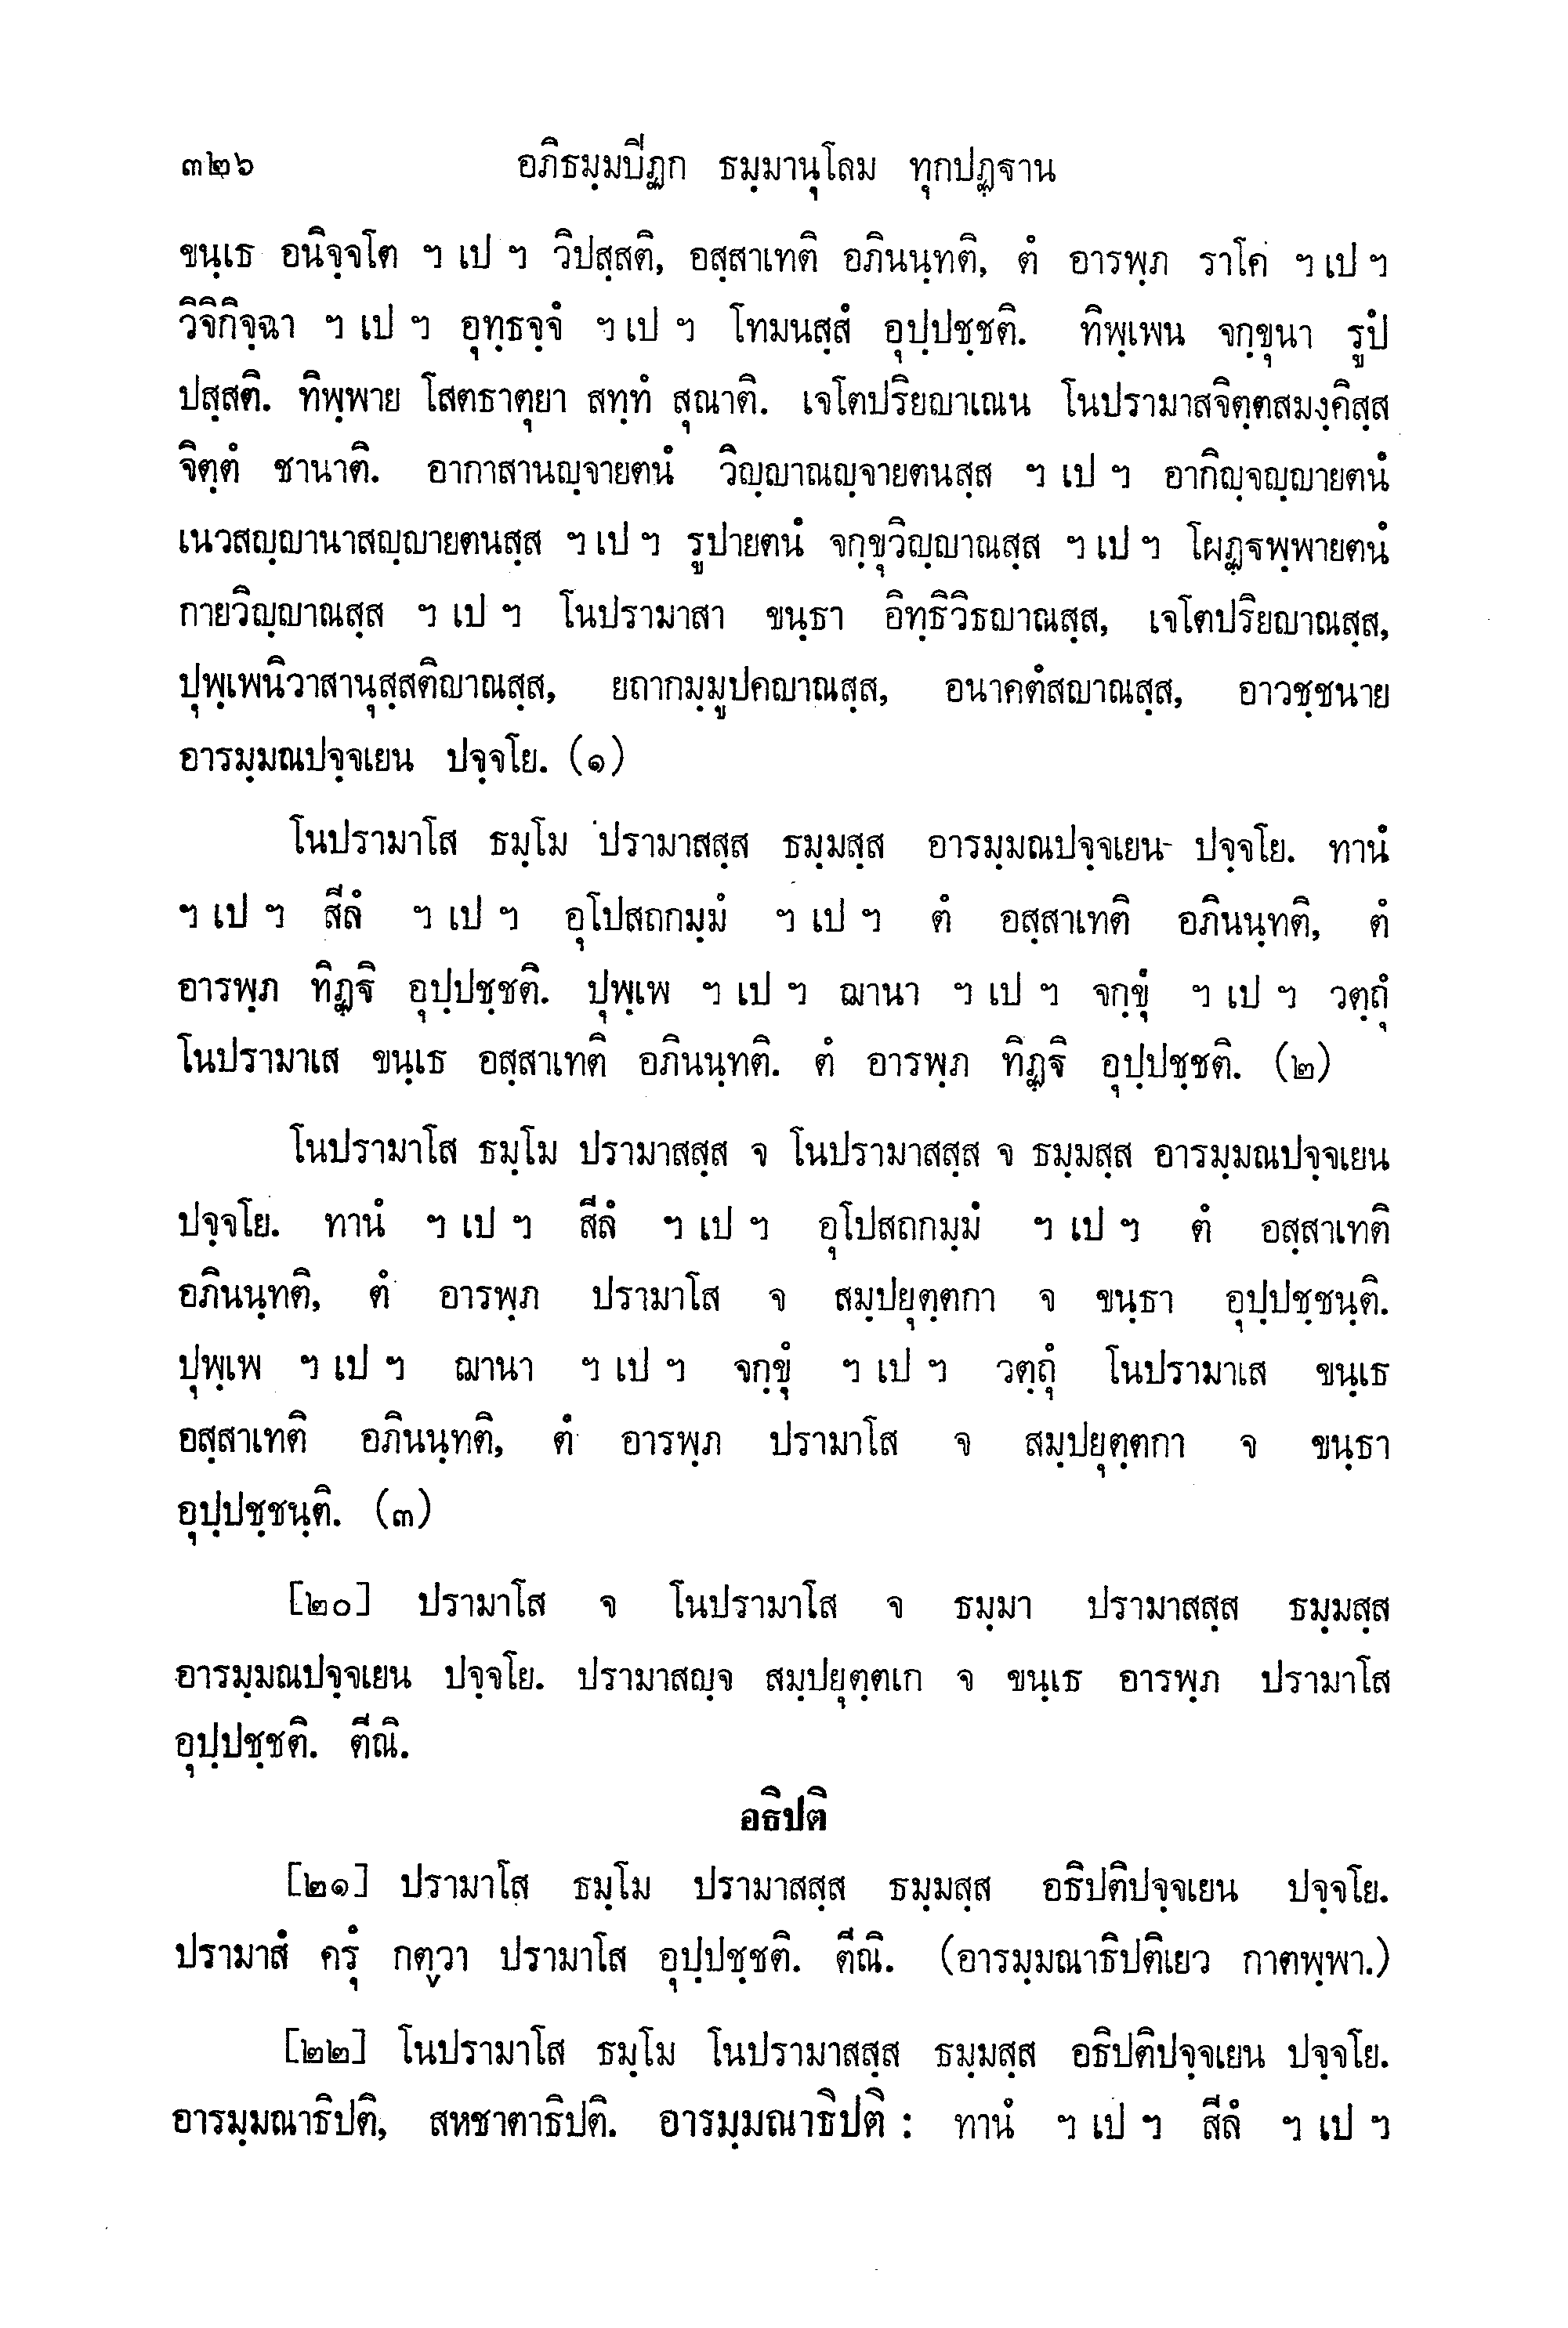 ๓๒๖ อภิธมฺมปิฏก ธมฺมานุโลม ทุกปฏฺฐาน
ขนฺเธ อนิจฺจโต ฯ เป ฯ วิปสฺสติ, อสฺสาเทติ อภินนฺทติ, ตํ อารพฺภ ราโค ฯ เป ฯ
วิจิกิจฺฉา ฯ เป ฯ อุทฺธจฺจํ ฯ เป ฯ โทมนสฺสํ อุปฺปชฺชติ. ทิพฺเพน จกฺขุนา รูปํ
ปสฺสติ. ทิพฺพาย โสตธาตุยา สทฺทํ สุณาติ. เจโตปริยญาเณน โนปรามาสจิตฺตสมงฺคิสฺส
จิตฺตํ ชานาติ. อากาสานญฺจายตนํ วิญฺญาณญฺจายตนสฺส ฯ เป ฯ อากิญฺจญฺญายตนํ
เนวสญฺญานาสญฺญายตนสฺส ฯ เป ฯ รูปายตนํ จกฺขุวิญฺญาณสฺส ฯ เป ฯ โผฏฺฐพฺพายตนํ
กายวิญฺญาณสฺส ฯ เป ฯ โนปรามาสา ขนฺธา อิทฺธิวิธญาณสฺส, เจโตปริยญาณสฺส,
ปุพฺเพนิวาสานุสฺสติญาณสฺส, ยถากมฺมูปคญาณสฺส, อนาคตํสญาณสฺส, อาวชฺชนาย
อารมฺมณปจฺจเยน ปจฺจโย. (๑)
โนปรามาโส ธมฺโม ปรามาสสฺส ธมฺมสฺส อารมฺมณปจฺจเยน ปจฺจโย. ทานํ
ฯ เป ฯ สีลํ ฯ เป ฯ อุโปสถกมฺมํ ฯ เป ฯ ตํ อสฺสาเทติ อภินนฺทติ, ตํ
อารพฺภ ทิฏฺฐิ อุปฺปชฺชติ. ปุพฺเพ ฯ เป ฯ ฌานา ฯ เป ฯ จกฺขุํ ฯ เป ฯ วตฺถุํ
โนปรามาเส ขนฺเธ อสฺสาเทติ อภินนฺทติ. ตํ อารพฺภ ทิฏฺฐิ อุปฺปชฺชติ. (๒)
โนปรามาโส ธมฺโม ปรามาสสฺส จ โนปรามาสสฺส จ ธมฺมสฺส อารมฺมณปจฺจเยน
ปจฺจโย. ทานํ ฯ เป ฯ สีลํ ฯ เป ฯ อุโปสถกมฺมํ ฯ เป ฯ ตํ อสฺสาเทติ
อภินนฺทติ, ตํ อารพฺภ ปรามาโส จ สมฺปยุตฺตกา จ ขนฺธา อุปฺปชฺชนฺติ.
ปุพฺเพ ฯ เป ฯ ฌานา ฯ เป ฯ จกฺขุํ ฯ เป ฯ วตฺถุํ โนปรามาเส ขนฺเธ
อสฺสาเทติ อภินนฺทติ, ตํ อารพฺภ ปรามาโส จ สมฺปยุตฺตกา จ ขนฺธา
อุปฺปชฺชนฺติ. (๓)
[๒๐] ปรามาโส จ โนปรามาโส จ ธมฺมา ปรามาสสฺส ธมฺมสฺส
อารมฺมณปจฺจเยน ปจฺจโย. ปรามาสญฺจ สมฺปยุตฺตเก จ ขนฺเธ อารพฺภ ปรามาโส
อุปฺปชฺชติ. ตีณิ.
อธิปติ
[๒๑] ปรามาโส ธมฺโม ปรามาสสฺส ธมฺมสฺส อธิปติปจฺจเยน ปจฺจโย.
ปรามาสํ ครุํ กตฺวา ปรามาโส อุปฺปชฺชติ. ตีณิ. (อารมฺมณาธิปติเยว กาตพฺพา.)
[๒๒] โนปรามาโส ธมฺโม โนปรามาสสฺส ธมฺมสฺส อธิปติปจฺจเยน ปจฺจโย.
อารมฺมณาธิปติ, สหชาตาธิปติ. อารมฺมณาธิปติ : ทานํ ฯ เป ฯ สีลํ ฯ เป ฯ